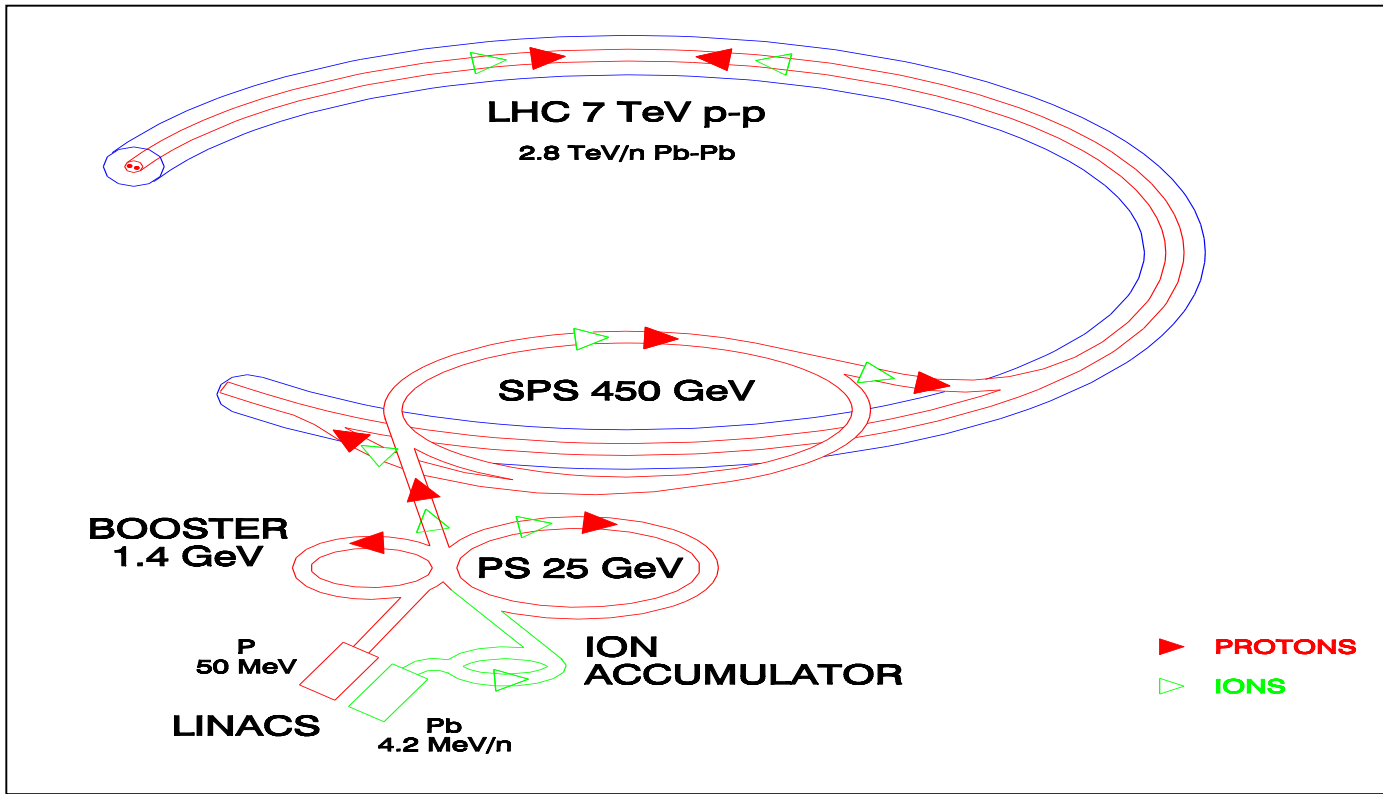 LHC 7 TeV p-p
2.8 TeV/n Pb-Pb
SPS 450 GeV
BOOSTER
1.4 GeV
PS 25 GeV
P
50 MeV
ION
ACCUMULATOR
LINACS
Pb
4.2 MeV/n
PROTONS
IONS